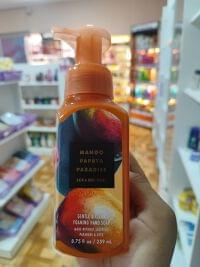 MANGO
PAPAYA
PARADISE
GENTLE & CLEAN
FOAMING HAND SOAP
8.75 fl oz / 259 mL